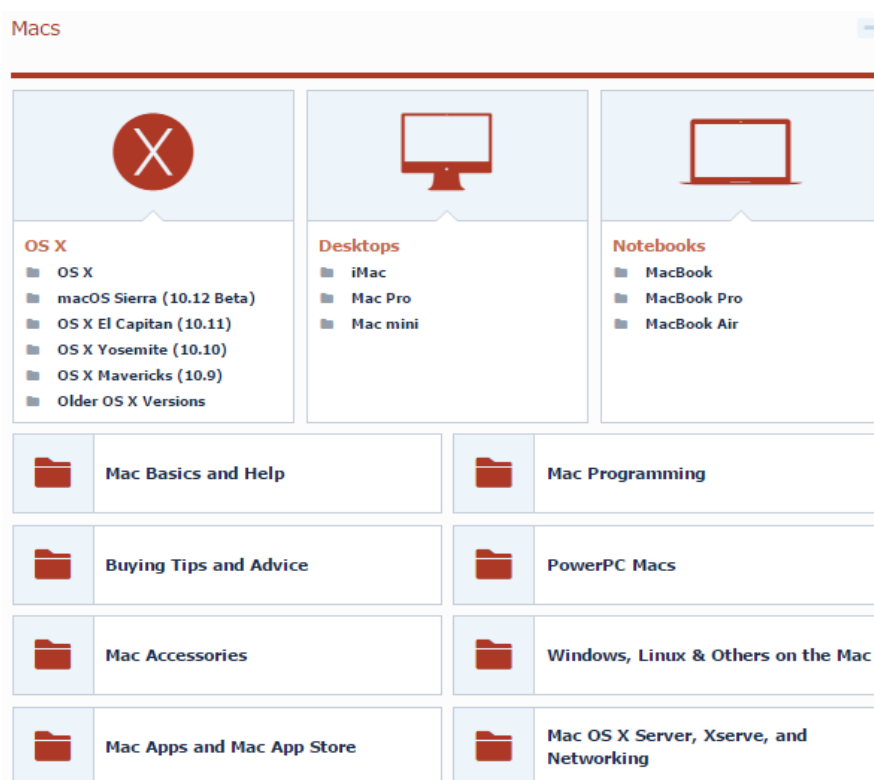 Macs
OS X
OS X
macOS Sierra (10.12 Beta)
OS X El Capitan (10.11)
OS X Yosemite (10.10)
OS X Mavericks (10.9)
Older OS X Versions
Desktops
iMac
Mac Pro
Mac mini
Notebooks
MacBook
MacBook Pro
MacBook Air
Mac Basics and Help
Mac Programming
Buying Tips and Advice
PowerPC Macs
Mac Accessories
Windows, Linux & Others on the Mac
Mac Apps and Mac App Store
Mac OS X Server, Xserve, and
Networking